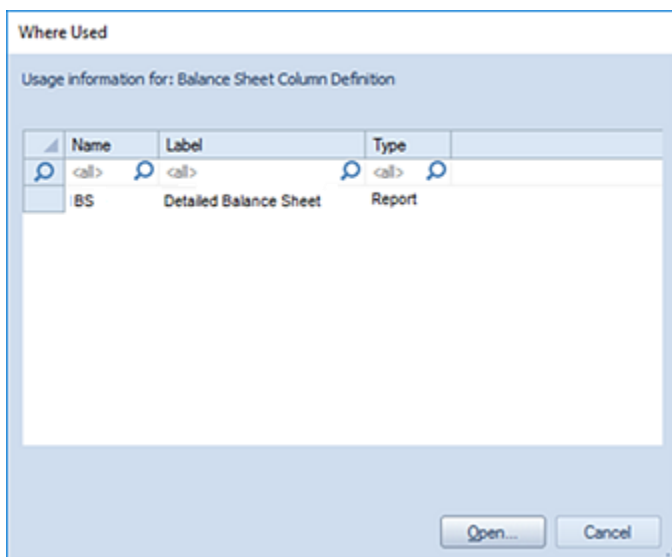 Where Used
Usage information for: Balance Sheet Column Definition
Name Label Type
<all> <all> <all>
BS Detailed Balance Sheet Report
Open... Cancel